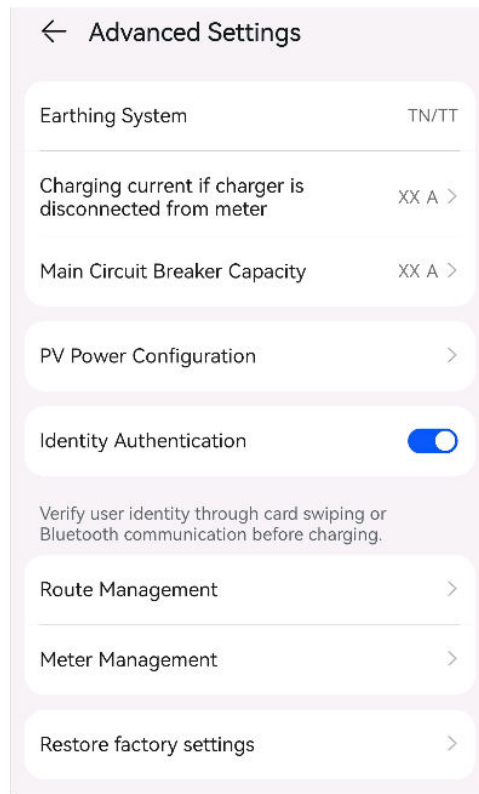 Advanced Settings
Earthing System TN/TT
Charging current if charger is
disconnected from meter XX A
Main Circuit Breaker Capacity XX A
PV Power Configuration
Identity Authentication
Verify user identity through card swiping or
Bluetooth communication before charging.
Route Management
Meter Management
Restore factory settings